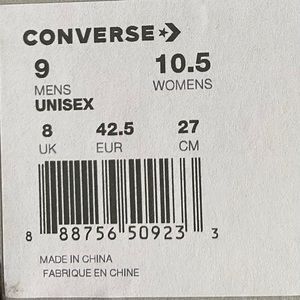 CONVERSE
9 10.5
MENS WOMENS
UNISEX
8 42.5 27
UK EUR CM
8 88756 50923 3
MADE IN CHINA
FABRIQUE EN CHINE